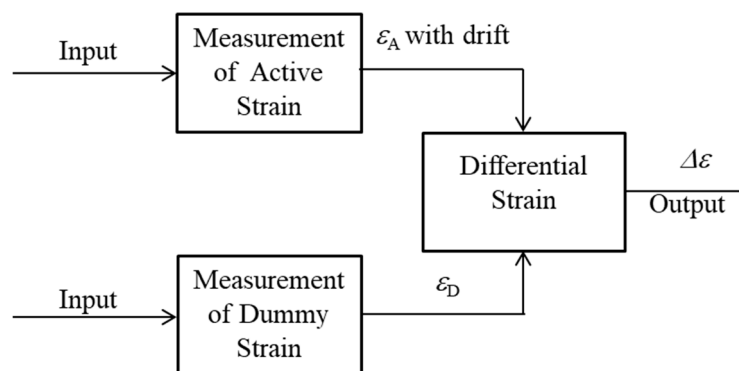 Input
Measurement
of Active
Strain
εA with drift
Differential
Strain
Δε
Output
Input
Measurement
of Dummy
Strain
εD